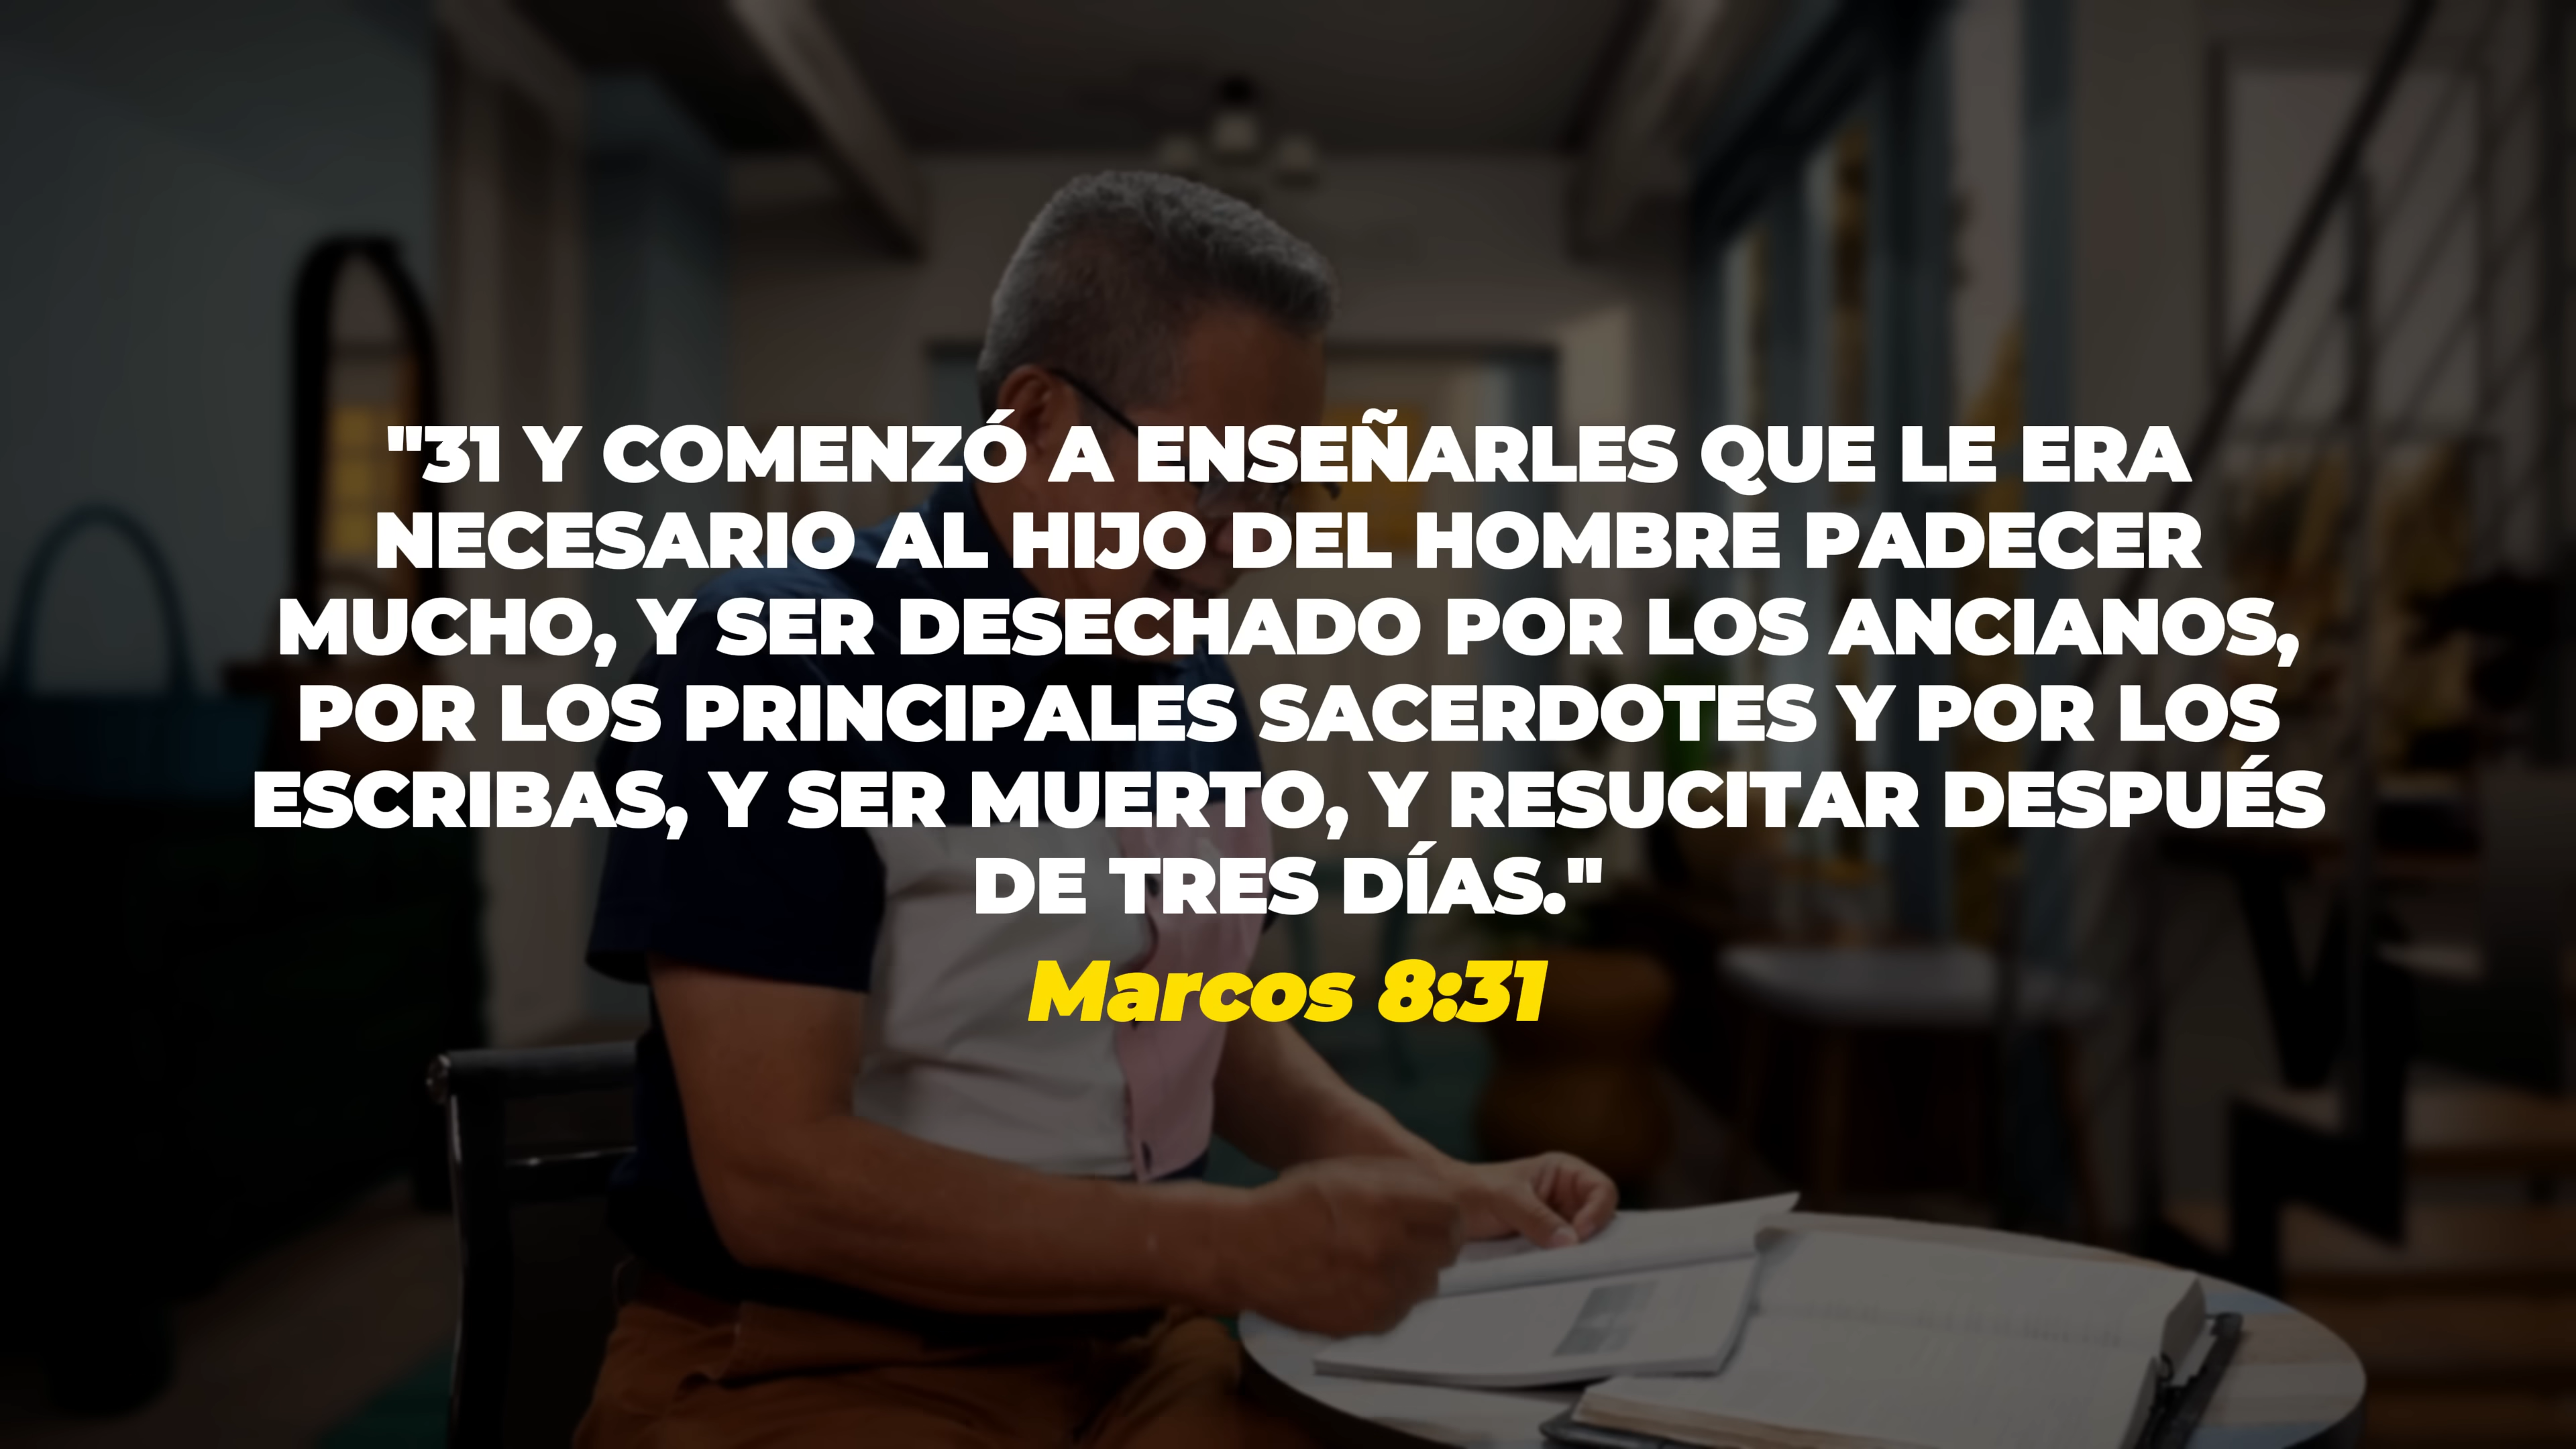 "31 Y COMENZÓ A ENSEÑARLES QUE LE ERA
NECESARIO AL HIJO DEL HOMBRE PADECER
MUCHO, Y SER DESECHADO POR LOS ANCIANOS,
POR LOS PRINCIPALES SACERDOTES Y POR LOS
ESCRIBAS, Y SER MUERTO, Y RESUCITAR DESPUÉS
DE TRES DÍAS."
Marcos 8:31